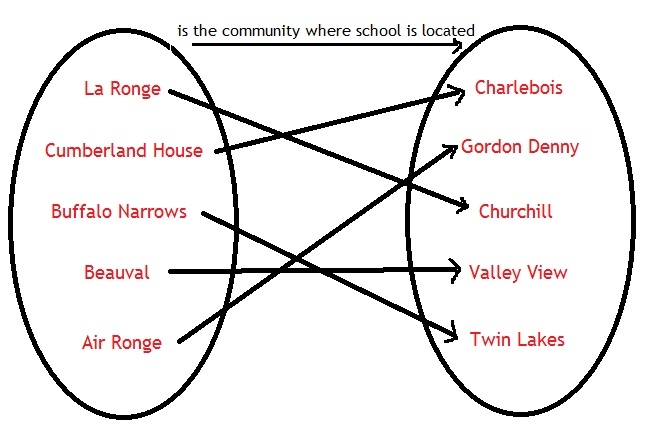 is the community where school is located
La Ronge
Cumberland House
Buffalo Narrows
Beauval
Air Ronge
Charlebois
Gordon Denny
Churchill
Valley View
Twin Lakes